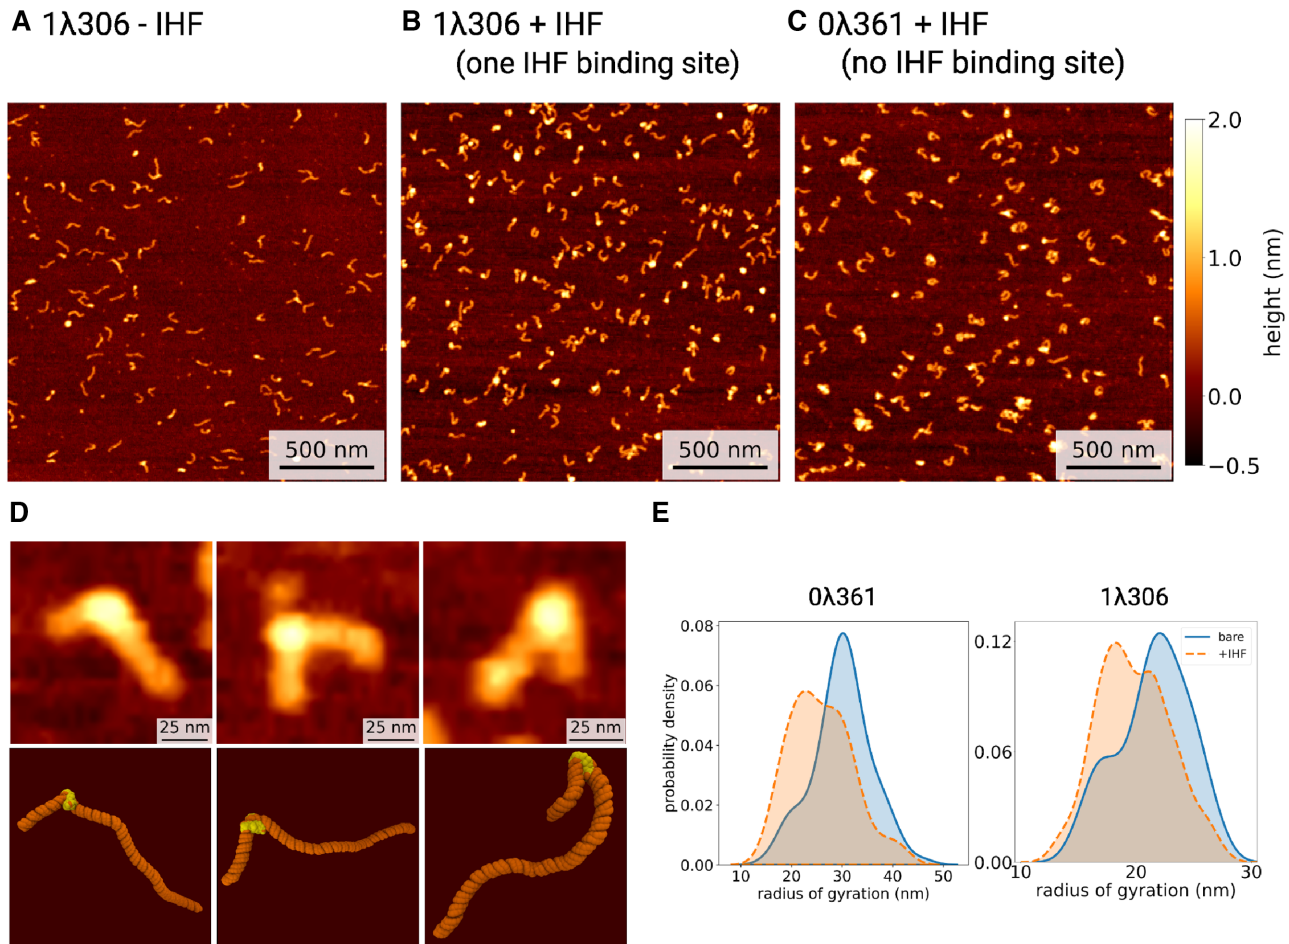 A 1λ306 - IHF
B 1λ306 + IHF
(one IHF binding site)
C 0λ361 + IHF
(no IHF binding site)
500 nm
500 nm
500 nm
2.0
1.0
0.0
−0.5
height (nm)
D
25 nm
25 nm
25 nm
E
0λ361
0.08
0.06
0.04
0.02
0.00
probability density
10 20 30 40 50
radius of gyration (nm)
1λ306
bare
+IHF
0.12
0.06
0.00
10 20 30
radius of gyration (nm)